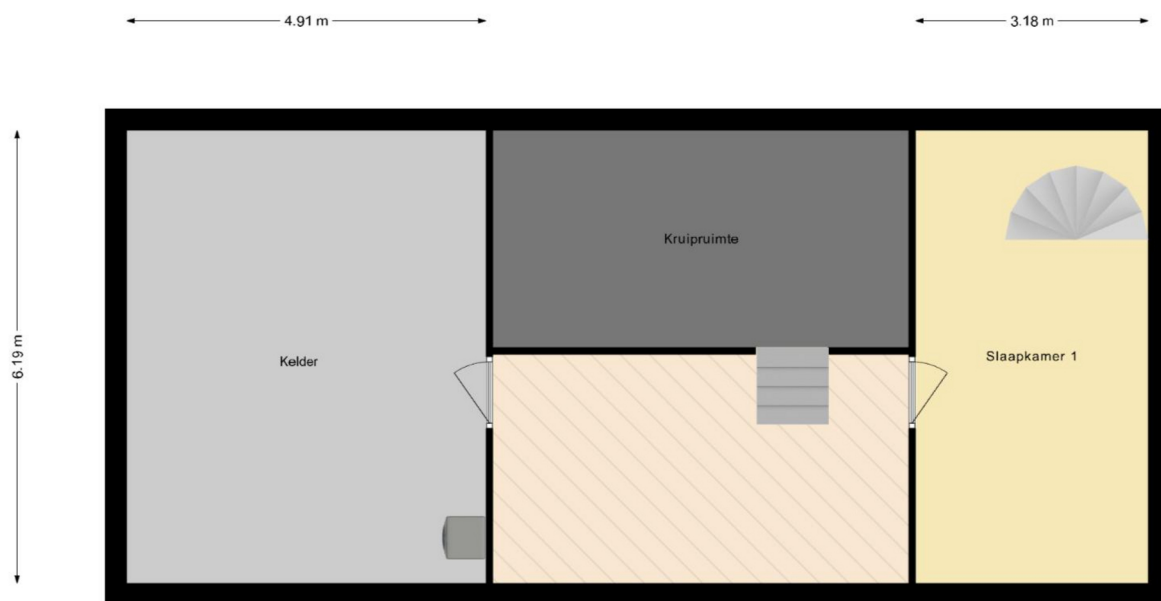 4.91 m
3.18 m
6.19 m
Kruipruimte
Kelder
Slaapkamer 1